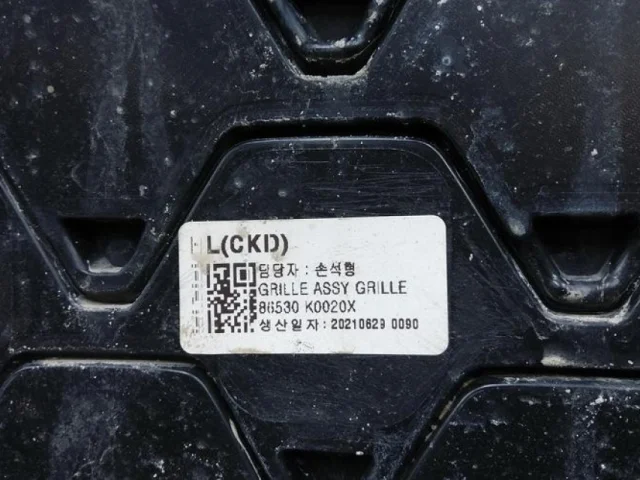 L(CKD)
담당자 : 손석형
GRILLE ASSY GRILLE
86530 K0020X
생산일자 : 20210629 0090